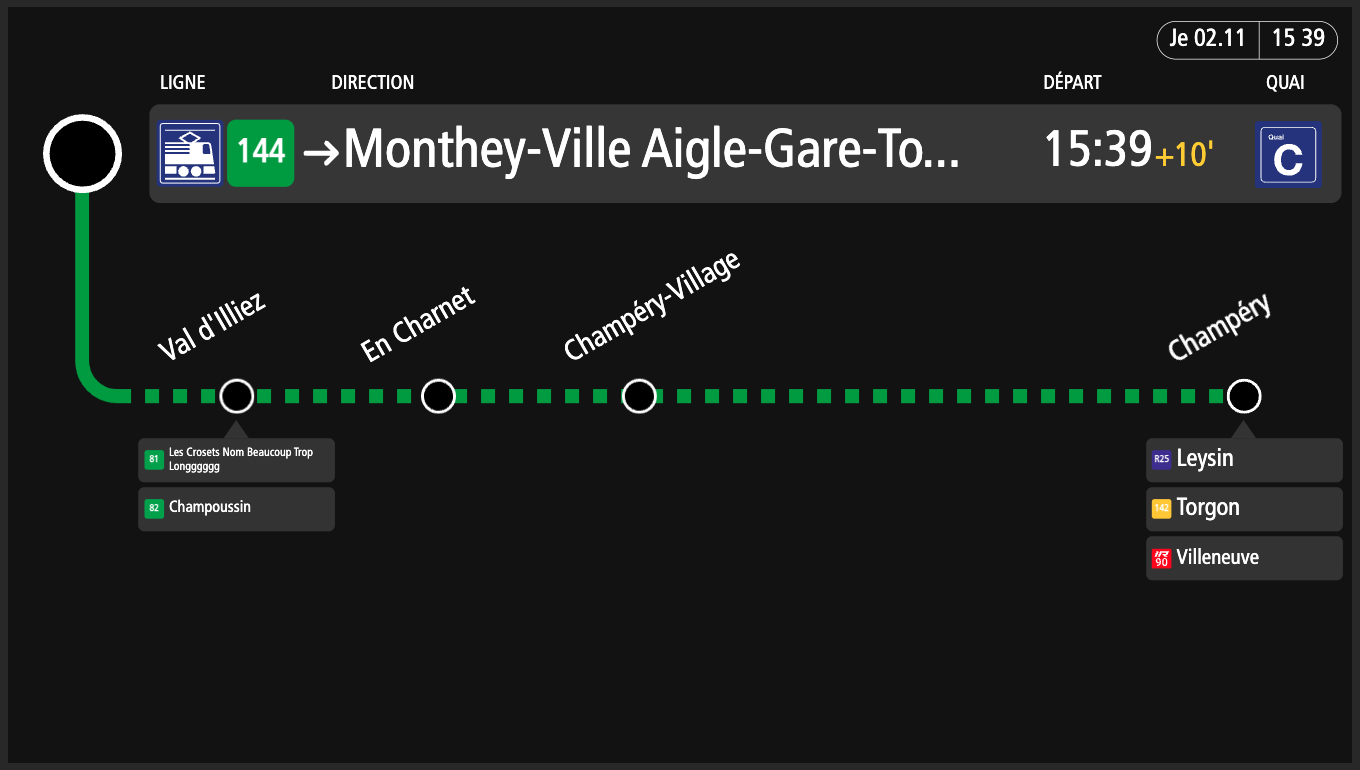 Je 02.11 15 39
LIGNE DIRECTION DÉPART QUAI
144 →Monthey-Ville Aigle-Gare-To... 15:39 +10' Quai C
Val d'Illiez
En Charnet
Champéry-Village
Champéry
81 Les Crosets Nom Beaucoup Trop
Longggggg
82 Champoussin
R25 Leysin
142 Torgon
IR 90 Villeneuve